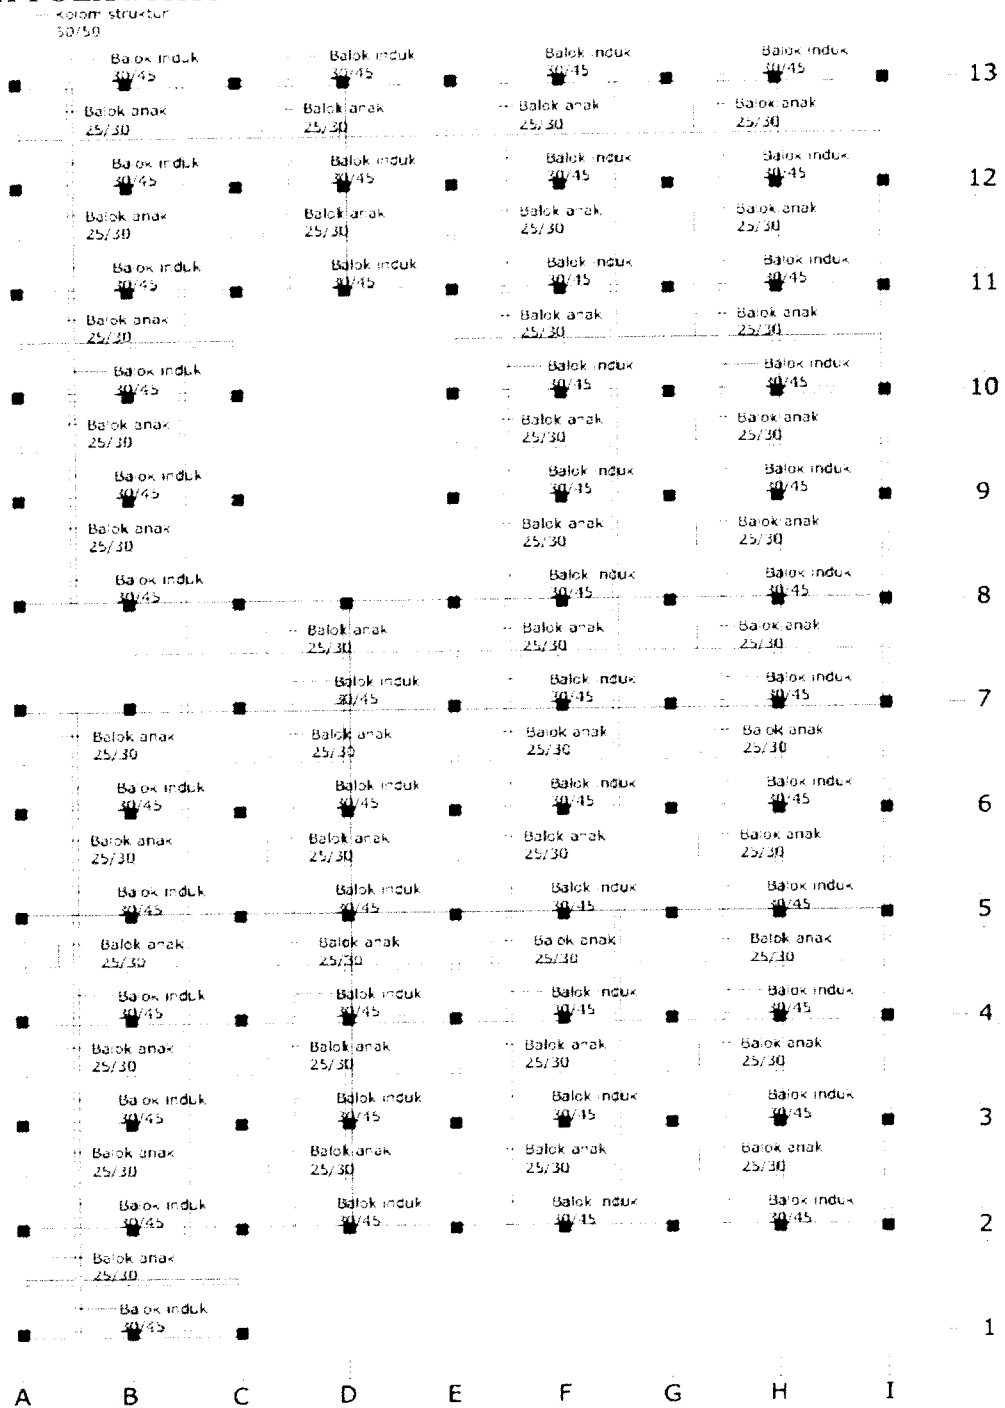 Kolom struktur
50/50
Balok induk Balok induk Balok induk Balok induk
30/45 30/45 30/45 30/45 13
Balok anak Balok anak Balok anak Balok anak
25/30 25/30 25/30 25/30
Balok induk Balok induk Balok induk Balok induk
30/45 30/45 30/45 30/45 12
Balok anak Balok anak Balok anak Balok anak
25/30 25/30 25/30 25/30
Balok induk Balok induk Balok induk Balok induk
30/45 30/45 30/45 30/45 11
Balok anak Balok anak Balok anak
25/30 25/30 25/30
Balok induk Balok induk Balok induk
30/45 30/45 30/45 10
Balok anak Balok anak Balok anak
25/30 25/30 25/30
Balok induk Balok induk Balok induk
30/45 30/45 30/45 9
Balok anak Balok anak Balok anak
25/30 25/30 25/30
Balok induk Balok induk Balok induk
30/45 30/45 30/45 8
Balok anak Balok anak Balok anak
25/30 25/30 25/30
Balok induk Balok induk Balok induk
30/45 30/45 30/45 7
Balok anak Balok anak Balok anak Balok anak
25/30 25/30 25/30 25/30
Balok induk Balok induk Balok induk Balok induk
30/45 30/45 30/45 30/45 6
Balok anak Balok anak Balok anak Balok anak
25/30 25/30 25/30 25/30
Balok induk Balok induk Balok induk Balok induk
30/45 30/45 30/45 30/45 5
Balok anak Balok anak Balok anak Balok anak
25/30 25/30 25/30 25/30
Balok induk Balok induk Balok induk Balok induk
30/45 30/45 30/45 30/45 4
Balok anak Balok anak Balok anak Balok anak
25/30 25/30 25/30 25/30
Balok induk Balok induk Balok induk Balok induk
30/45 30/45 30/45 30/45 3
Balok anak Balok anak Balok anak Balok anak
25/30 25/30 25/30 25/30
Balok induk Balok induk Balok induk Balok induk
30/45 30/45 30/45 30/45 2
Balok anak
25/30
Balok induk
30/45 1
A B C D E F G H I